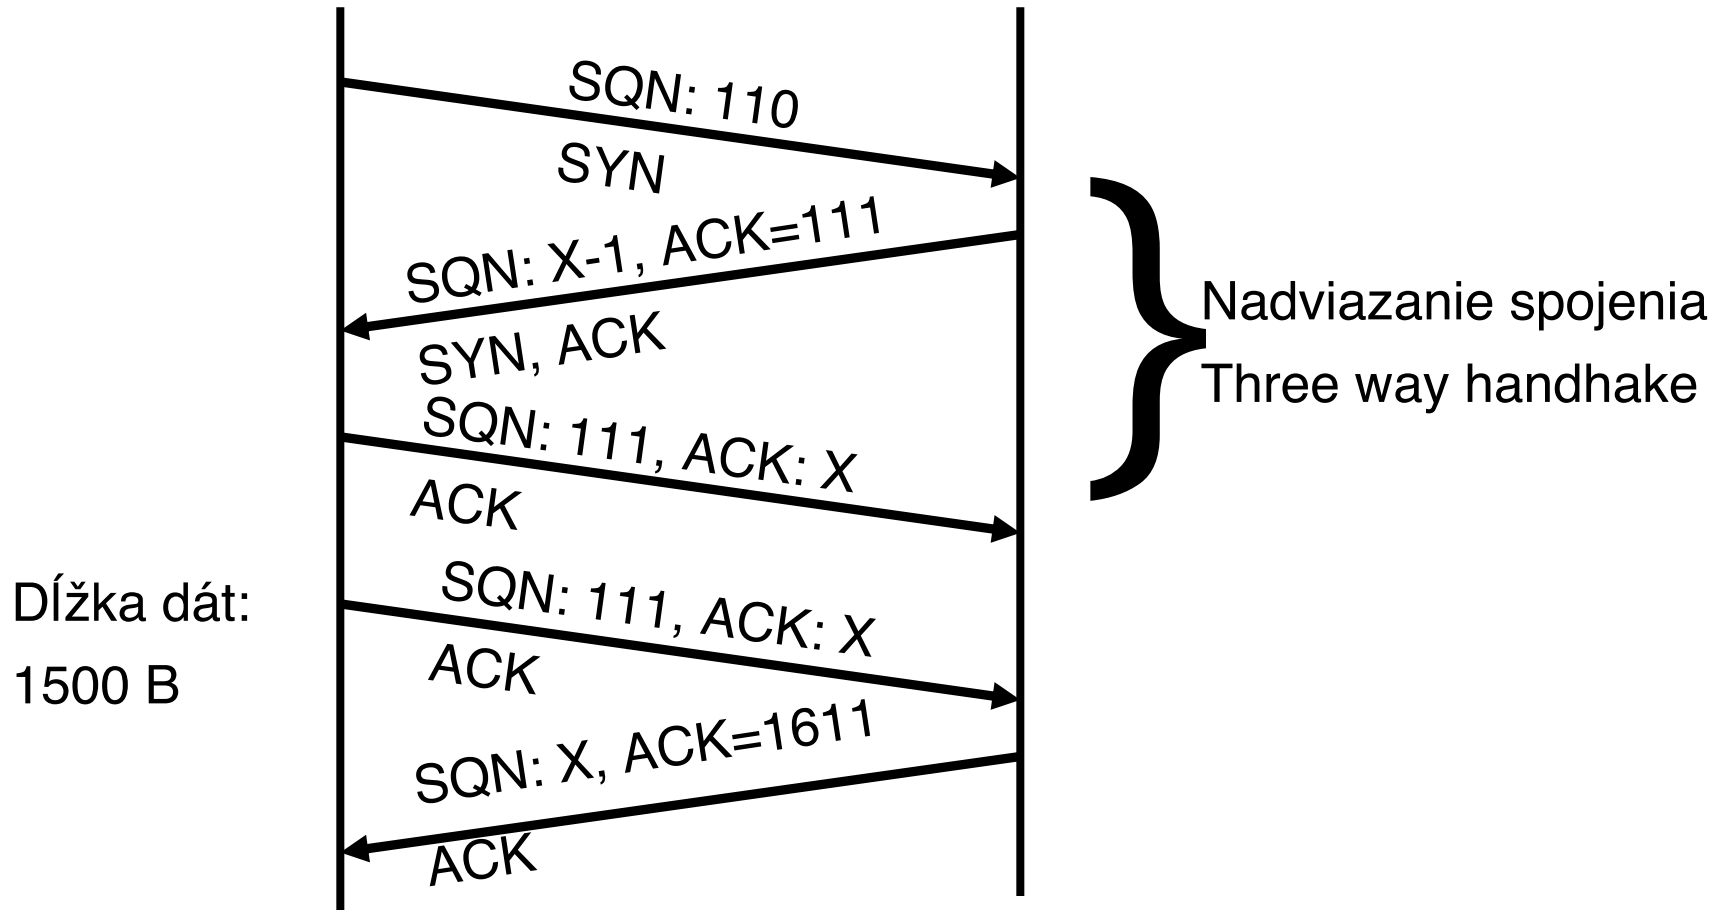 SQN: 110
SYN
SQN: X-1, ACK=111
SYN, ACK
Nadviazanie spojenia
Three way handhake
SQN: 111, ACK: X
ACK
Dĺžka dát:
1500 B
SQN: 111, ACK: X
ACK
SQN: X, ACK=1611
ACK